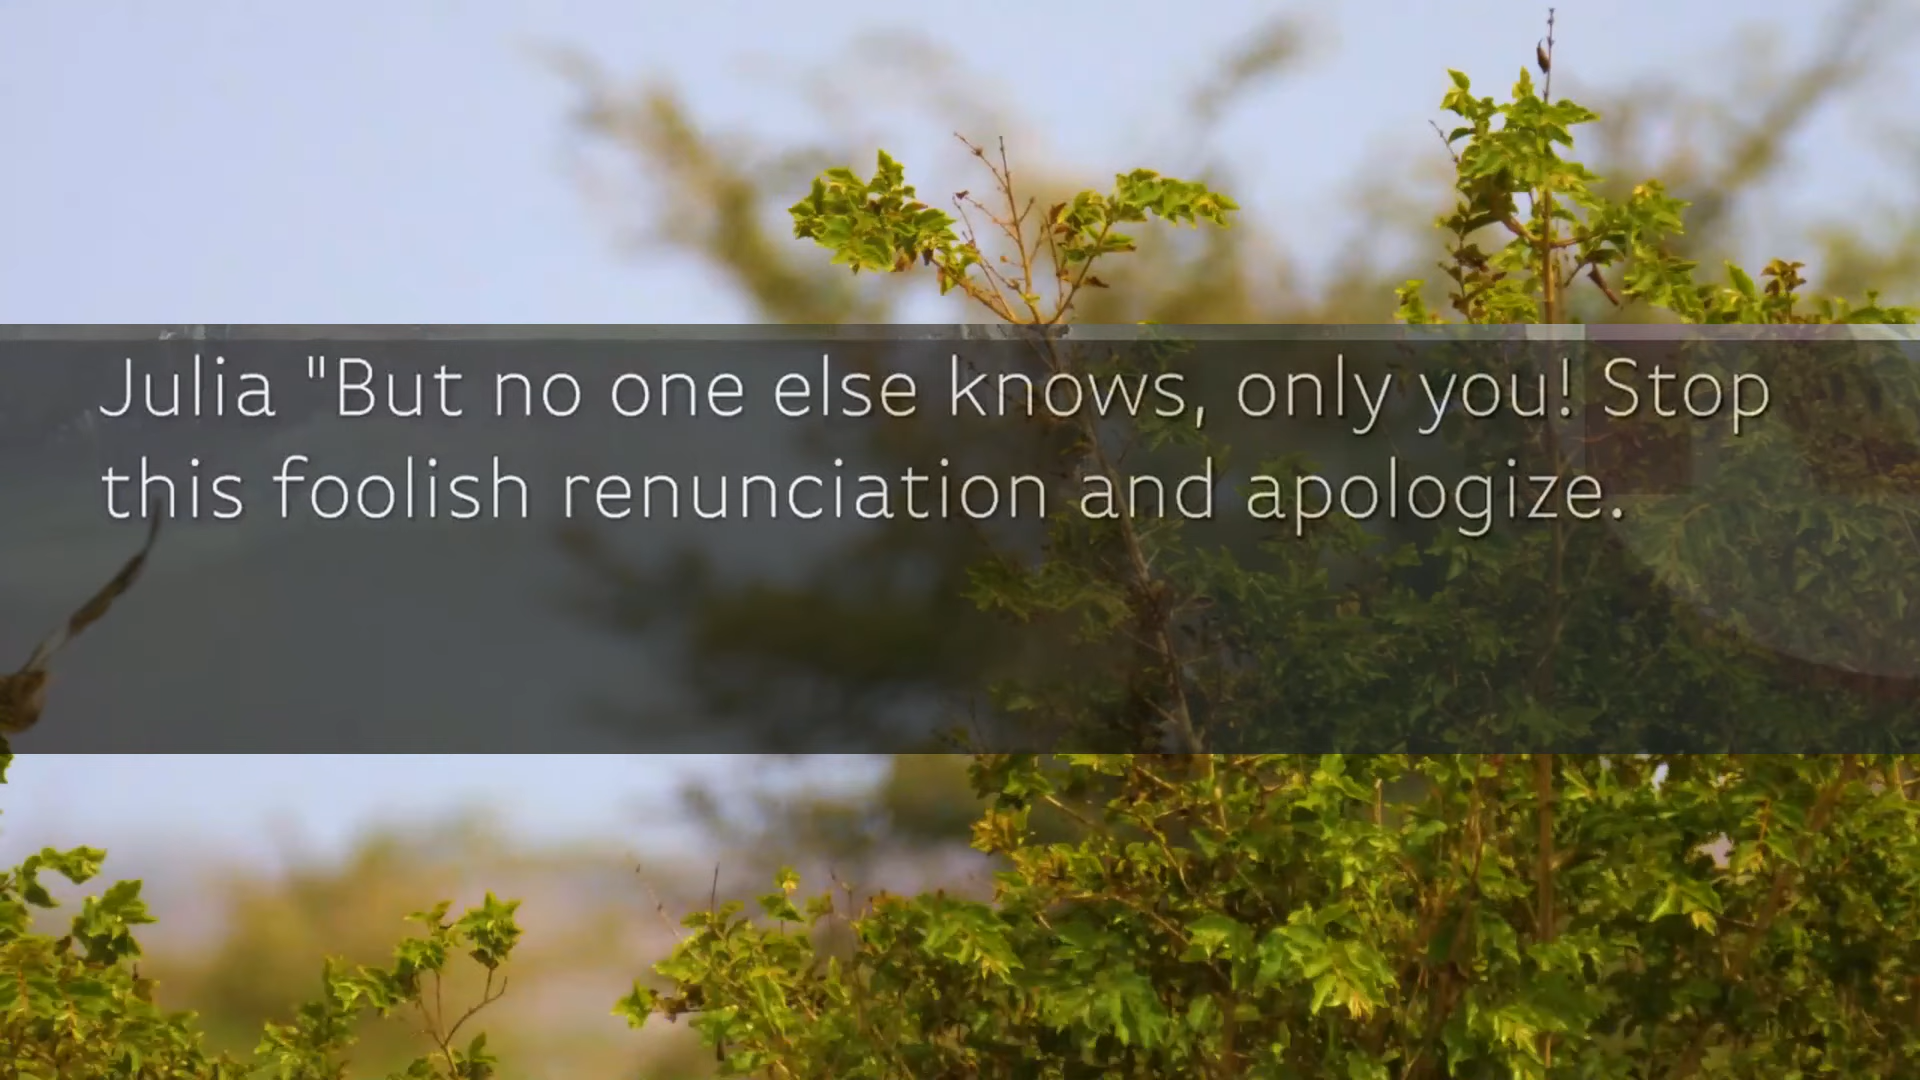 Julia "But no one else knows, only you! Stop
this foolish renunciation and apologize.